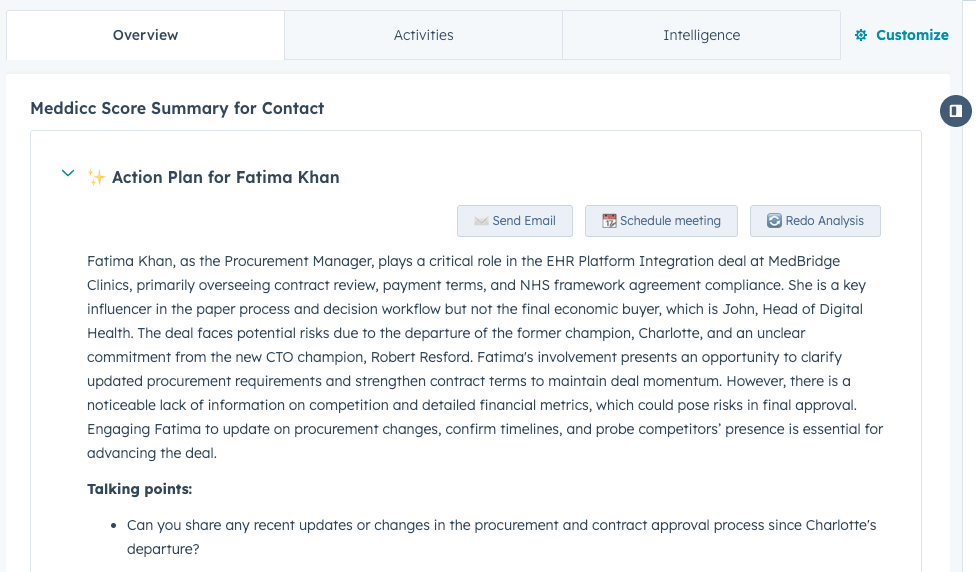 Overview
Activities
Intelligence
Customize
Meddicc Score Summary for Contact
Action Plan for Fatima Khan
Send Email
Schedule meeting
Redo Analysis
Fatima Khan, as the Procurement Manager, plays a critical role in the EHR Platform Integration deal at MedBridge
Clinics, primarily overseeing contract review, payment terms, and NHS framework agreement compliance. She is a key
influencer in the paper process and decision workflow but not the final economic buyer, which is John, Head of Digital
Health. The deal faces potential risks due to the departure of the former champion, Charlotte, and an unclear
commitment from the new CTO champion, Robert Resford. Fatima's involvement presents an opportunity to clarify
updated procurement requirements and strengthen contract terms to maintain deal momentum. However, there is a
noticeable lack of information on competition and detailed financial metrics, which could pose risks in final approval.
Engaging Fatima to update on procurement changes, confirm timelines, and probe competitors’ presence is essential for
advancing the deal.
Talking points:
• Can you share any recent updates or changes in the procurement and contract approval process since Charlotte's
departure?